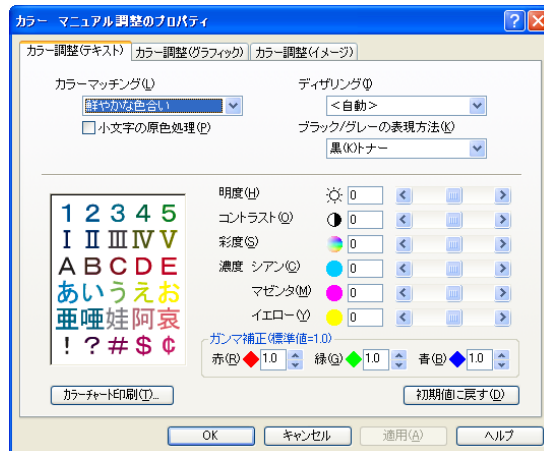 カラー マニュアル調整のプロパティ
カラー調整(テキスト) カラー調整(グラフィック) カラー調整(イメージ)
カラーマッチング(L)
鮮やかな色合い
小文字の原色処理(P)
ディザリング(I)
<自動>
ブラック/グレーの表現方法(K)
黒(K)トナー
1 2 3 4 5
Ⅰ Ⅱ Ⅲ Ⅳ Ⅴ
A B C D E
あ い う え お
亜 唖 娃 阿 哀
! ? # $ ¢
明度(H) 0
コントラスト(O) 0
彩度(S) 0
濃度 シアン(C) 0
マゼンタ(M) 0
イエロー(Y) 0
ガンマ補正(標準値=1.0)
赤(R) 1.0 緑(G) 1.0 青(B) 1.0
カラーチャート印刷(T)... 初期値に戻す(D)
OK キャンセル 適用(A) ヘルプ